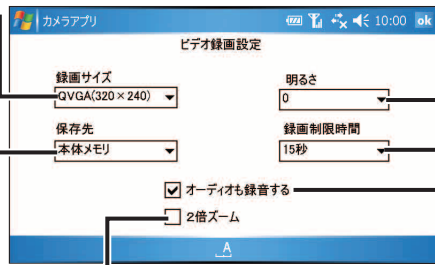 カメラアプリ 10:00 ok
ビデオ録画設定
録画サイズ 明るさ
QVGA(320×240) 0
保存先 録画制限時間
本体メモリ 15秒
オーディオも録音する
2倍ズーム
A